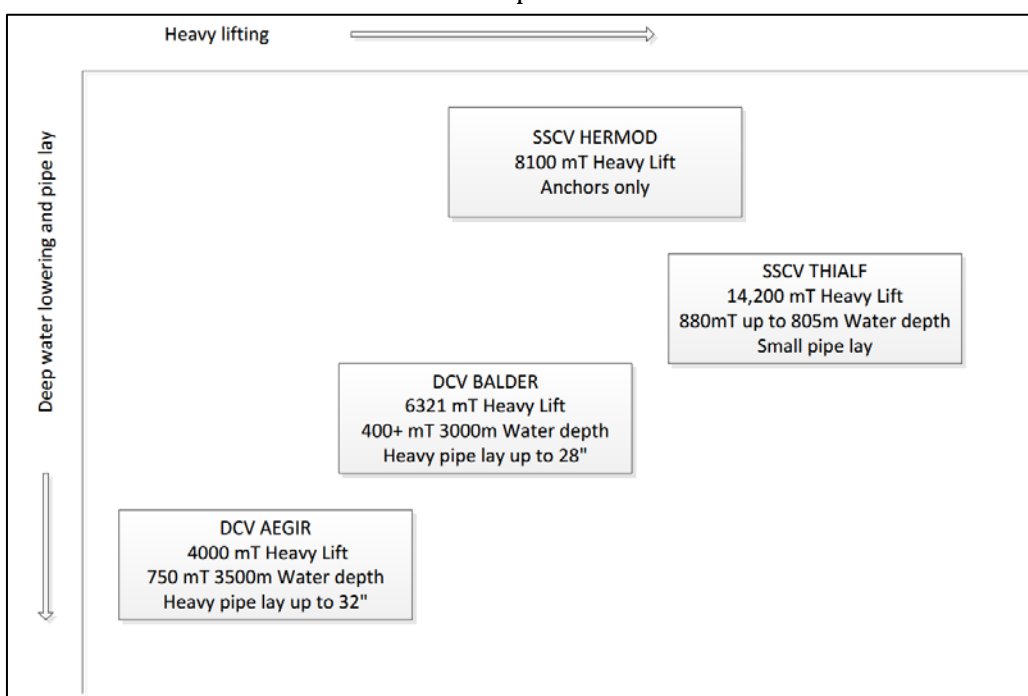 Heavy lifting
Deep water lowering and pipe lay
SSCV HERMOD
8100 mT Heavy Lift
Anchors only
SSCV THIALF
14,200 mT Heavy Lift
880mT up to 805m Water depth
Small pipe lay
DCV BALDER
6321 mT Heavy Lift
400+ mT 3000m Water depth
Heavy pipe lay up to 28"
DCV AEGIR
4000 mT Heavy Lift
750 mT 3500m Water depth
Heavy pipe lay up to 32"